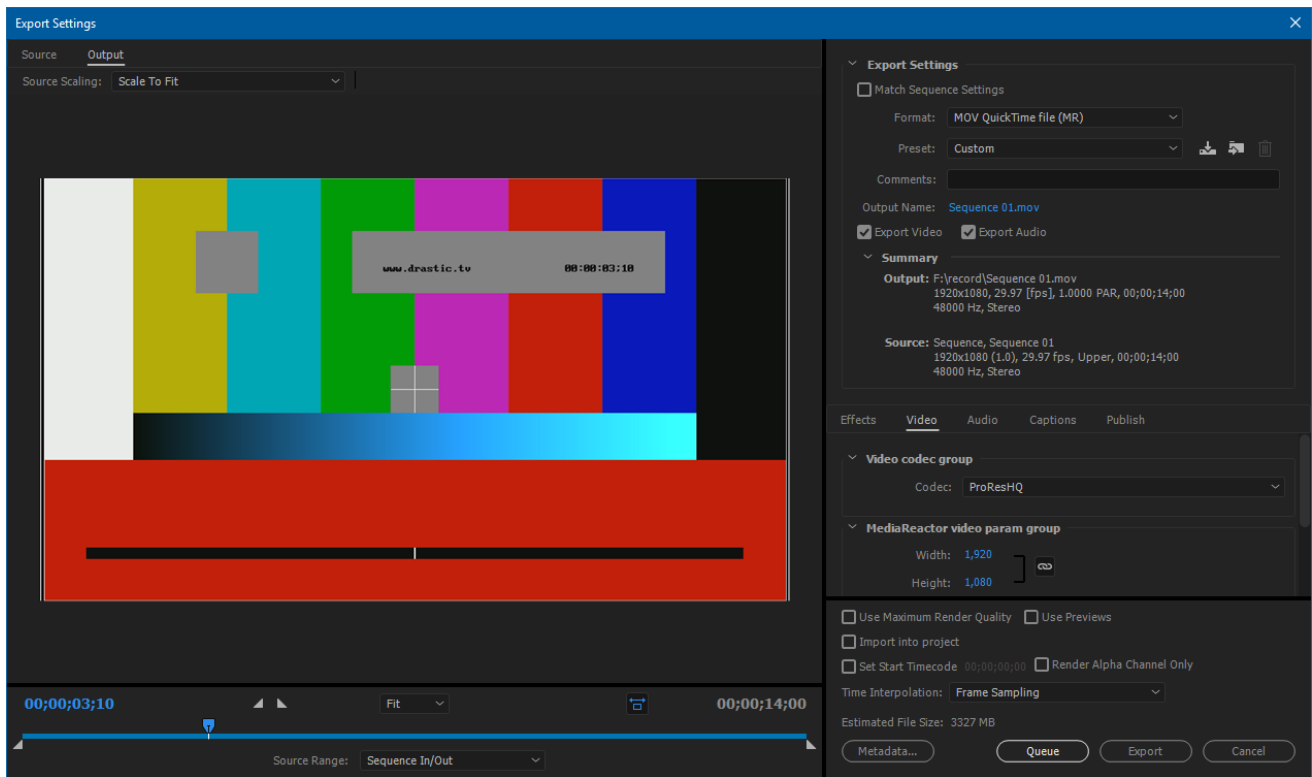 Export Settings
Source Output
Source Scaling: Scale To Fit
www.drastic.tv 00:00:03:10
00;00;03;10 Fit 00;00;14;00
Source Range: Sequence In/Out
Export Settings
Match Sequence Settings
Format: MOV QuickTime file (MR)
Preset: Custom
Comments:
Output Name: Sequence 01.mov
Export Video Export Audio
Summary
Output: F:\record\Sequence 01.mov
1920x1080, 29.97 [fps], 1.0000 PAR, 00;00;14;00
48000 Hz, Stereo
Source: Sequence, Sequence 01
1920x1080 (1.0), 29.97 fps, Upper, 00;00;14;00
48000 Hz, Stereo
Effects Video Audio Captions Publish
Video codec group
Codec: ProResHQ
MediaReactor video param group
Width: 1,920
Height: 1,080
Use Maximum Render Quality Use Previews
Import into project
Set Start Timecode 00;00;00;00 Render Alpha Channel Only
Time Interpolation: Frame Sampling
Estimated File Size: 3327 MB
Metadata... Queue Export Cancel